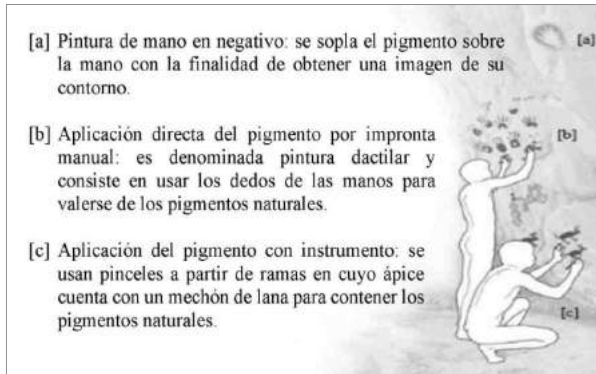 [a] Pintura de mano en negativo: se sopla el pigmento sobre
la mano con la finalidad de obtener una imagen de su
contorno.
[a]
[b] Aplicación directa del pigmento por impronta
manual: es denominada pintura dactilar y
consiste en usar los dedos de las manos para
valerse de los pigmentos naturales.
[b]
[c] Aplicación del pigmento con instrumento: se
usan pinceles a partir de ramas en cuyo ápice
cuenta con un mechón de lana para contener los
pigmentos naturales.
[c]